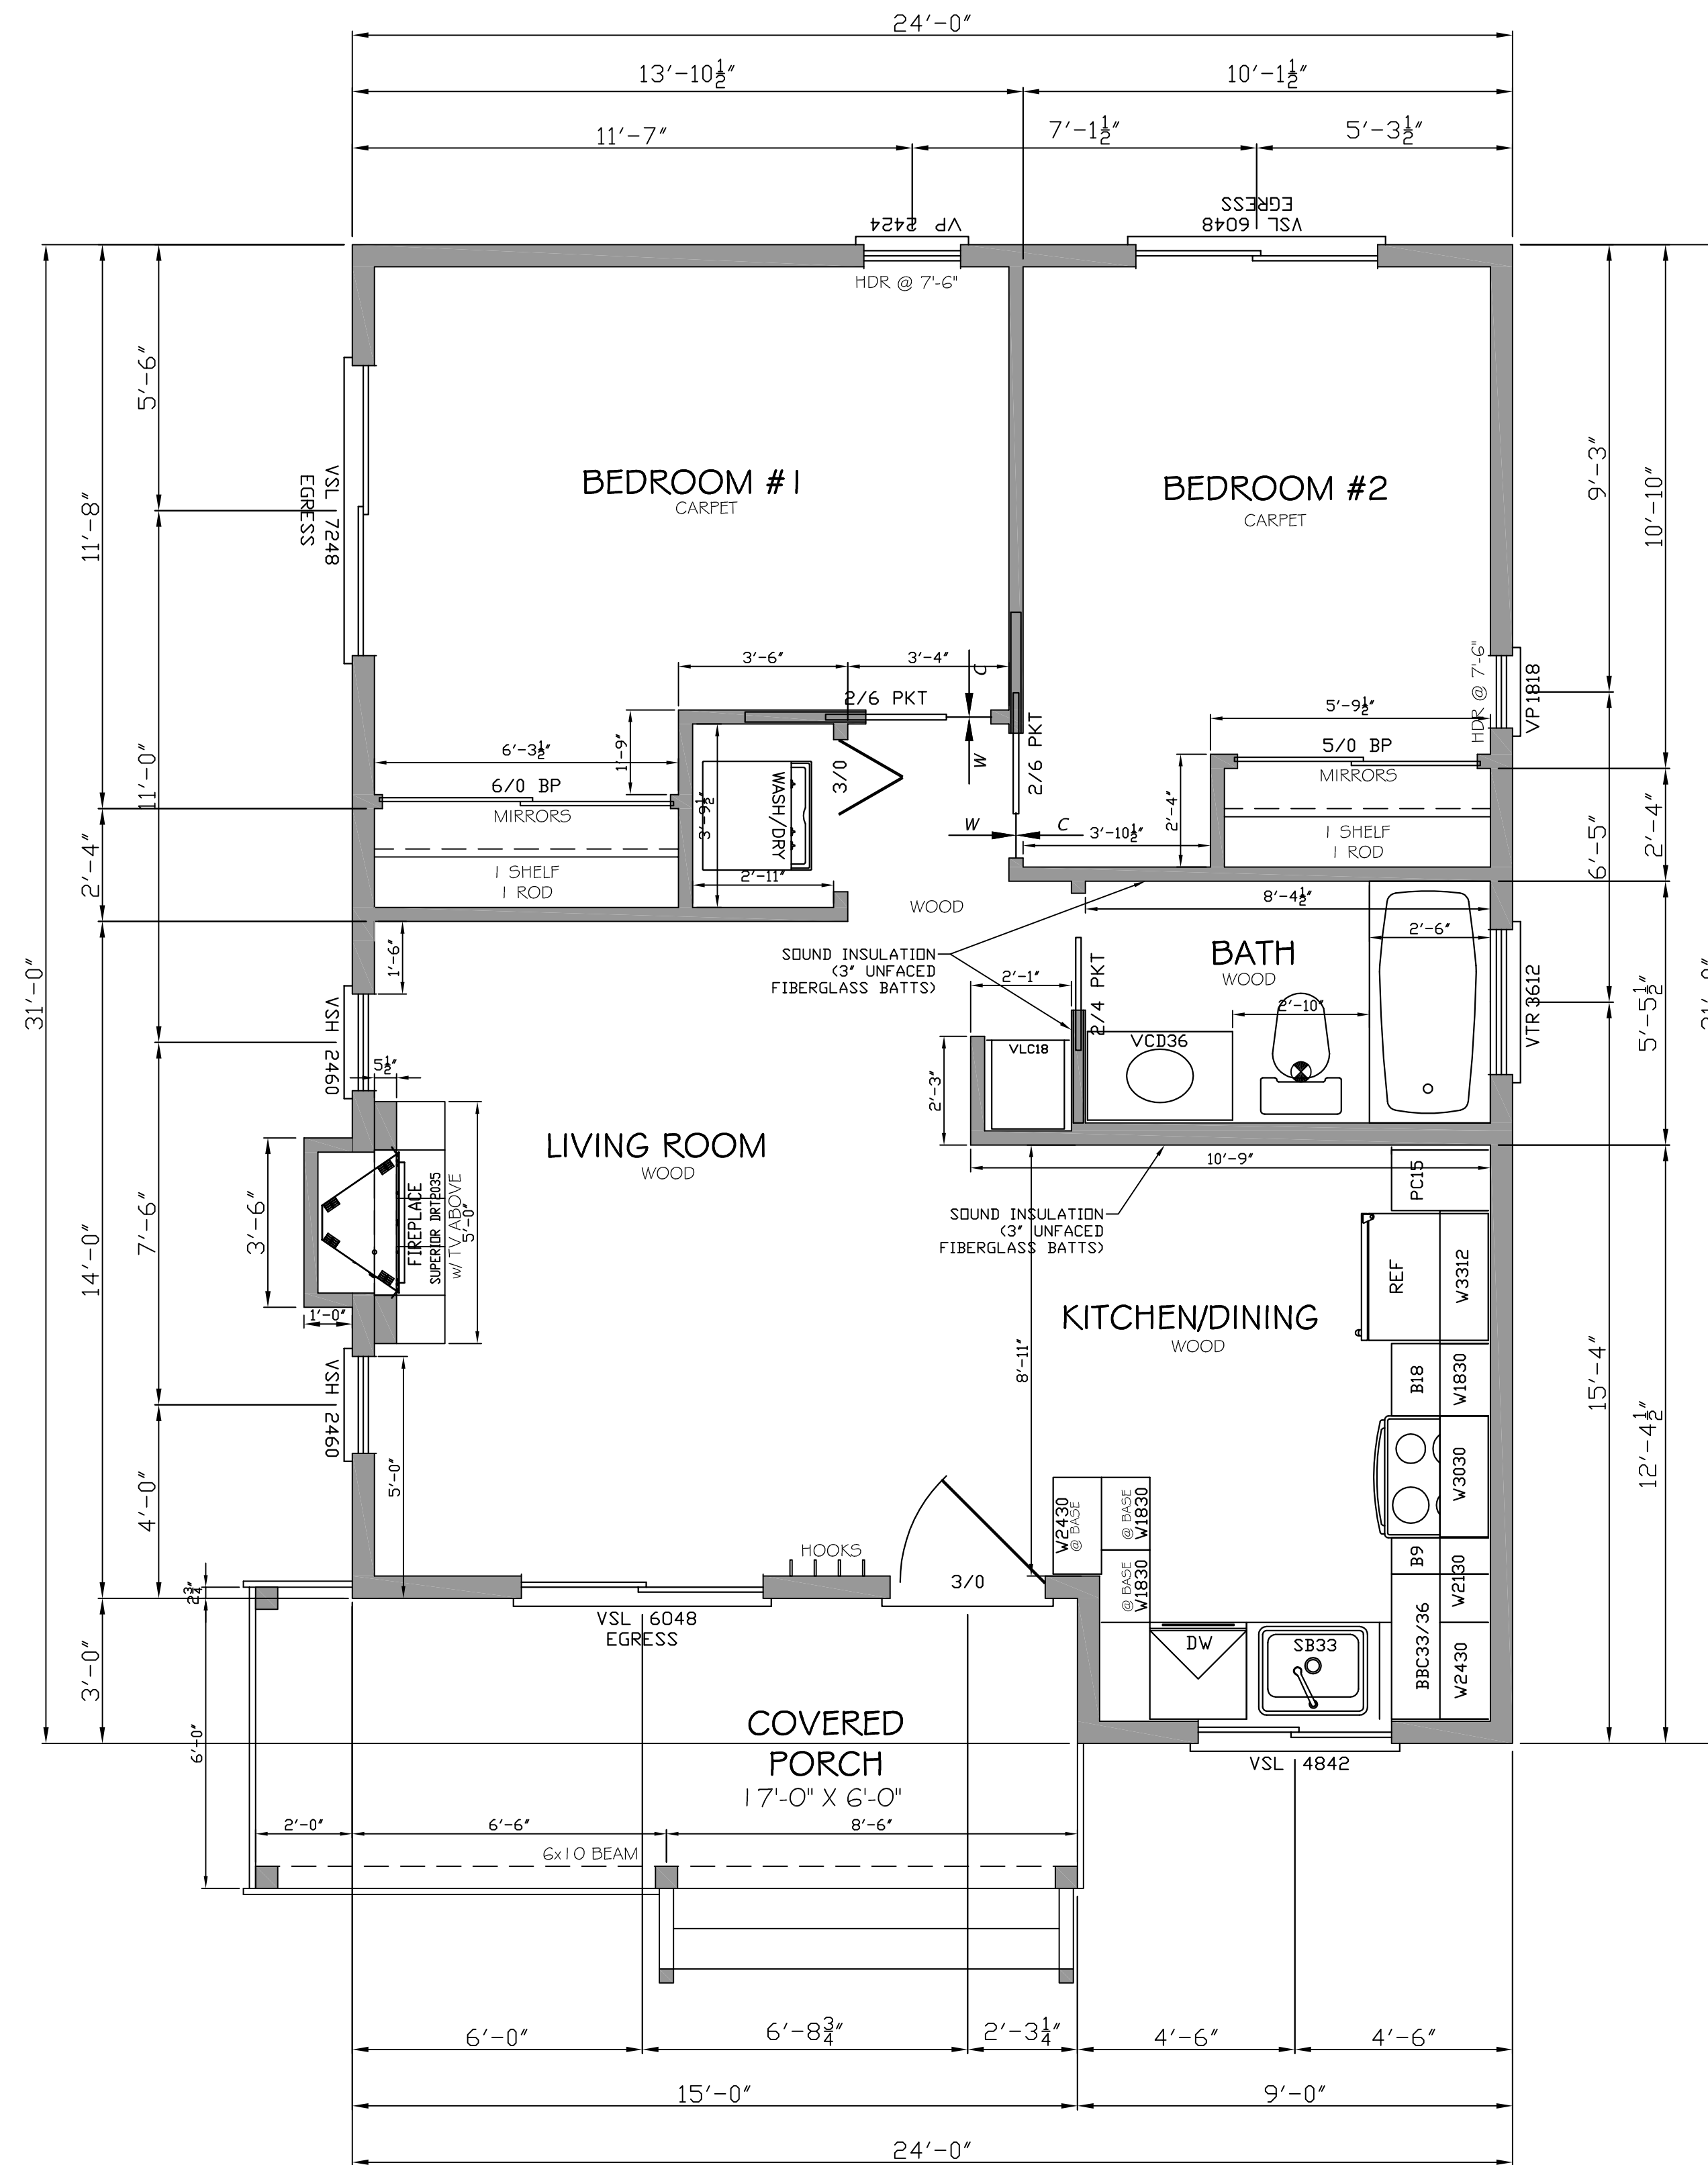 24'-0"
13'-10½"
10'-1½"
11'-7"
7'-1½"
5'-3½"
VP 2424
VSL 6048
EGRESS
HDR @ 7'-6"
31'-0"
11'-8"
2'-4"
14'-0"
3'-0"
5'-6"
11'-0"
7'-6"
4'-0"
VSL 7248
EGRESS
BEDROOM #1
CARPET
BEDROOM #2
CARPET
9'-3"
6'-5"
15'-4"
10'-10"
2'-4"
5'-5½"
12'-4½"
HDR @ 7'-6"
VP 1818
3'-6"
3'-4"
C
W
2/6 PKT
2/6 PKT
6'-3½"
1'-9"
6/0 BP
MIRRORS
1 SHELF
1 ROD
3'-9½"
WASH/DRY
2'-11"
3/0
W
C
3'-10½"
2'-4"
5'-9½"
5/0 BP
MIRRORS
1 SHELF
1 ROD
WOOD
8'-4½"
SOUND INSULATION
(3" UNFACED
FIBERGLASS BATTS)
BATH
WOOD
2'-6"
2'-1"
2/4 PKT
2'-10"
VTR 3612
VLC18
VCD36
2'-3"
1'-6"
VSH 2460
5½"
3'-6"
1'-0"
FIREPLACE
SUPERIOR DRT2035
w/ TV ABOVE
5'-0"
LIVING ROOM
WOOD
10'-9"
SOUND INSULATION
(3" UNFACED
FIBERGLASS BATTS)
8'-11"
KITCHEN/DINING
WOOD
PC15
REF
W3312
B18
W1830
W3030
B9
W2130
BBC33/36
W2430
VSH 2460
5'-0"
HOOKS
3/0
W2430
@ BASE
@ BASE
W1830
@ BASE
W1830
DW
SB33
VSL 4842
VSL 6048
EGRESS
2¾"
6'-0"
COVERED
PORCH
17'-0" X 6'-0"
2'-0"
6'-6"
8'-6"
6x10 BEAM
6'-0"
6'-8¾"
2'-3¼"
4'-6"
4'-6"
15'-0"
9'-0"
24'-0"